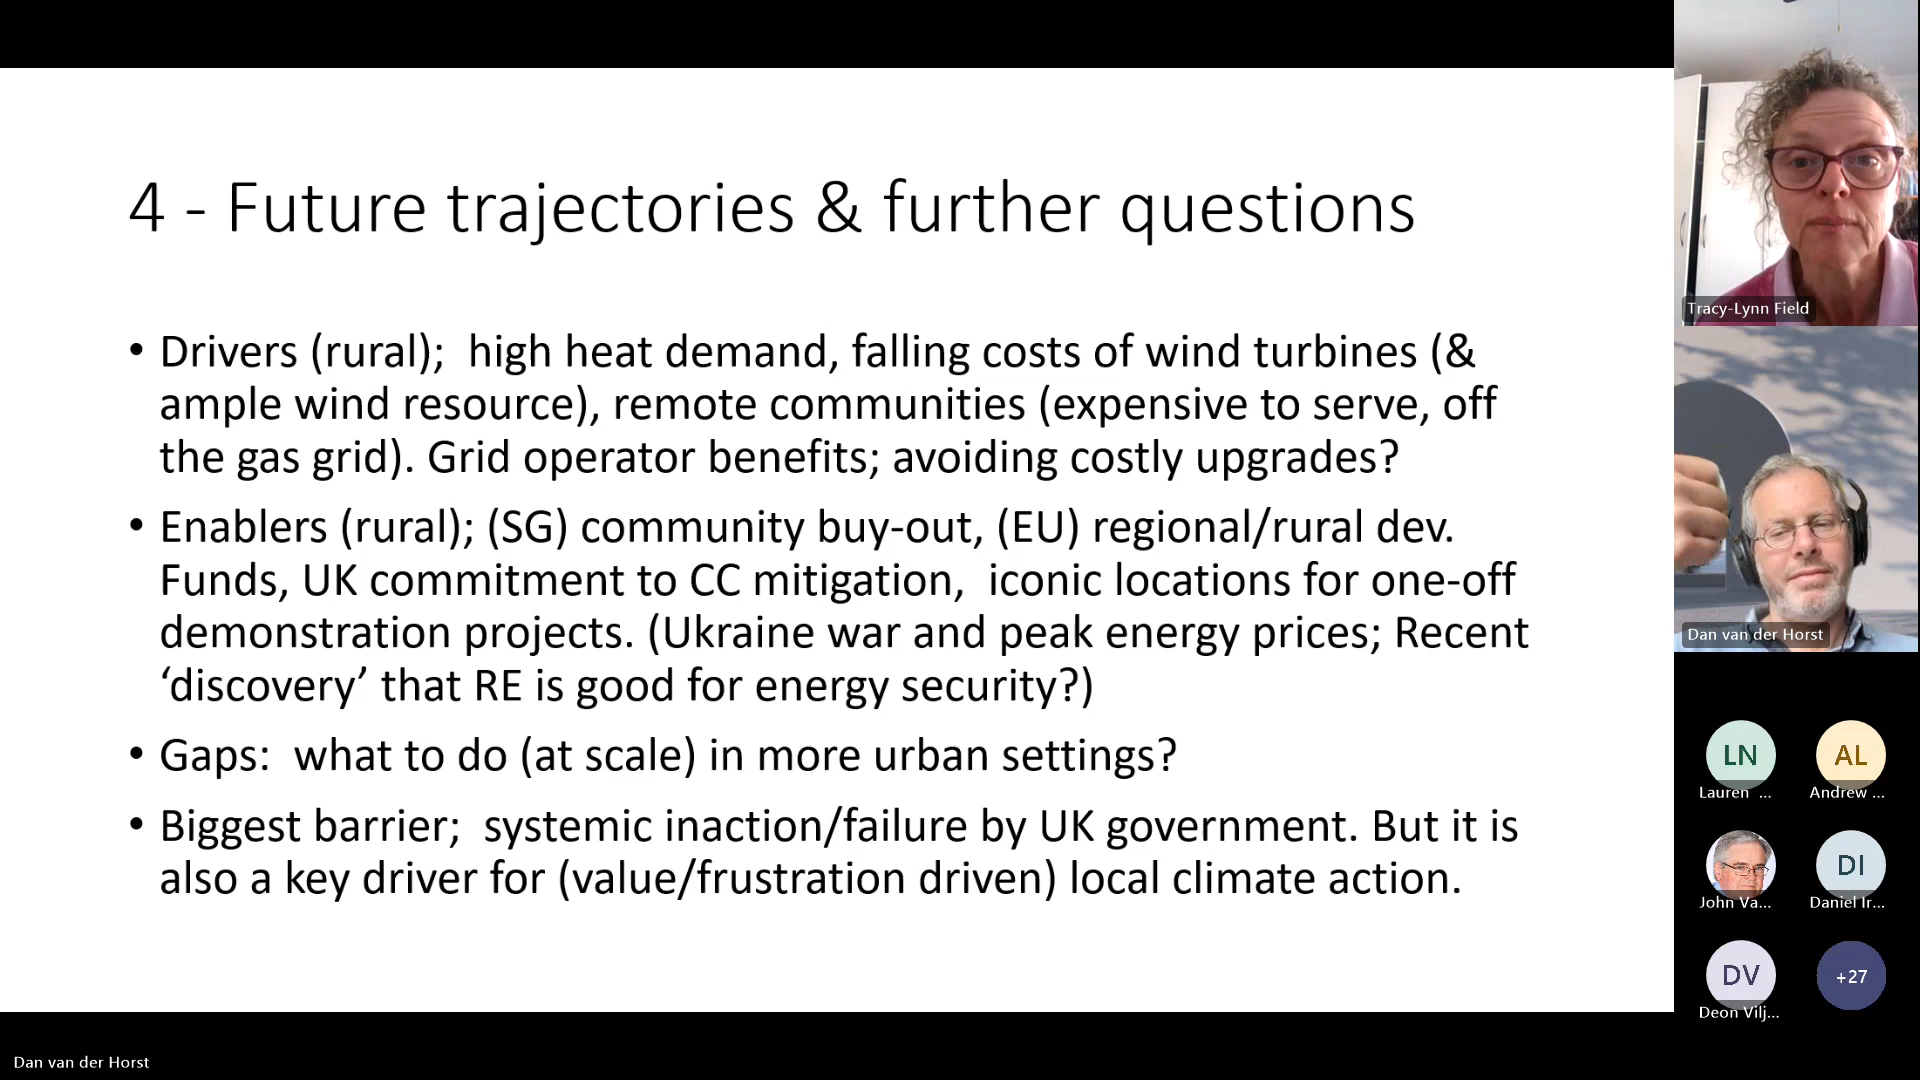 4 - Future trajectories & further questions
• Drivers (rural);  high heat demand, falling costs of wind turbines (&
ample wind resource), remote communities (expensive to serve, off
the gas grid). Grid operator benefits; avoiding costly upgrades?
• Enablers (rural); (SG) community buy-out, (EU) regional/rural dev.
Funds, UK commitment to CC mitigation,  iconic locations for one-off
demonstration projects. (Ukraine war and peak energy prices; Recent
‘discovery’ that RE is good for energy security?)
• Gaps:  what to do (at scale) in more urban settings?
• Biggest barrier;  systemic inaction/failure by UK government. But it is
also a key driver for (value/frustration driven) local climate action.
Tracy-Lynn Field
Dan van der Horst
LN
Lauren ...
AL
Andrew ...
John Va...
DI
Daniel Ir...
DV
Deon Vilj...
+27
Dan van der Horst